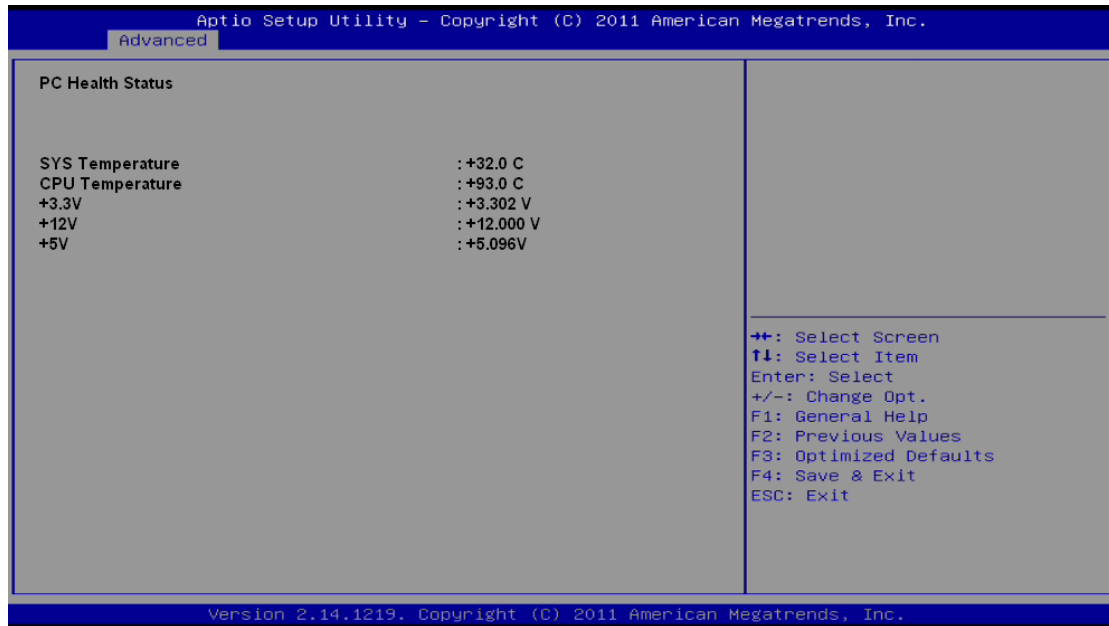 Aptio Setup Utility – Copyright (C) 2011 American Megatrends, Inc.
Advanced
PC Health Status
SYS Temperature : +32.0 C
CPU Temperature : +93.0 C
+3.3V : +3.302 V
+12V : +12.000 V
+5V : +5.096V
→←: Select Screen
↑↓: Select Item
Enter: Select
+/-: Change Opt.
F1: General Help
F2: Previous Values
F3: Optimized Defaults
F4: Save & Exit
ESC: Exit
Version 2.14.1219. Copyright (C) 2011 American Megatrends, Inc.